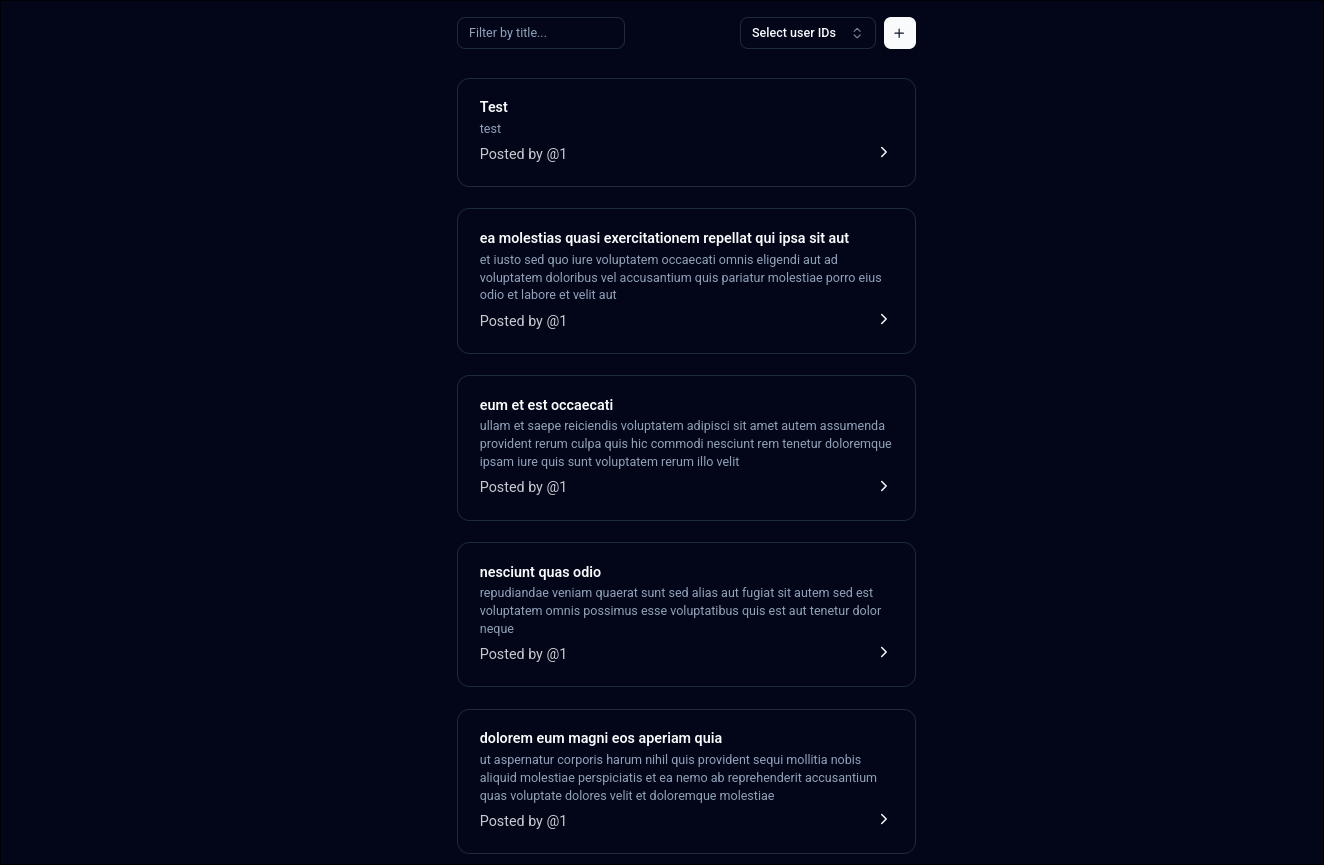 Filter by title...
Select user IDs
Test
test
Posted by @1
ea molestias quasi exercitationem repellat qui ipsa sit aut
et iusto sed quo iure voluptatem occaecati omnis eligendi aut ad
voluptatem doloribus vel accusantium quis pariatur molestiae porro eius
odio et labore et velit aut
Posted by @1
eum et est occaecati
ullam et saepe reiciendis voluptatem adipisci sit amet autem assumenda
provident rerum culpa quis hic commodi nesciunt rem tenetur doloremque
ipsam iure quis sunt voluptatem rerum illo velit
Posted by @1
nesciunt quas odio
repudiandae veniam quaerat sunt sed alias aut fugiat sit autem sed est
voluptatem omnis possimus esse voluptatibus quis est aut tenetur dolor
neque
Posted by @1
dolorem eum magni eos aperiam quia
ut aspernatur corporis harum nihil quis provident sequi mollitia nobis
aliquid molestiae perspiciatis et ea nemo ab reprehenderit accusantium
quas voluptate dolores velit et doloremque molestiae
Posted by @1